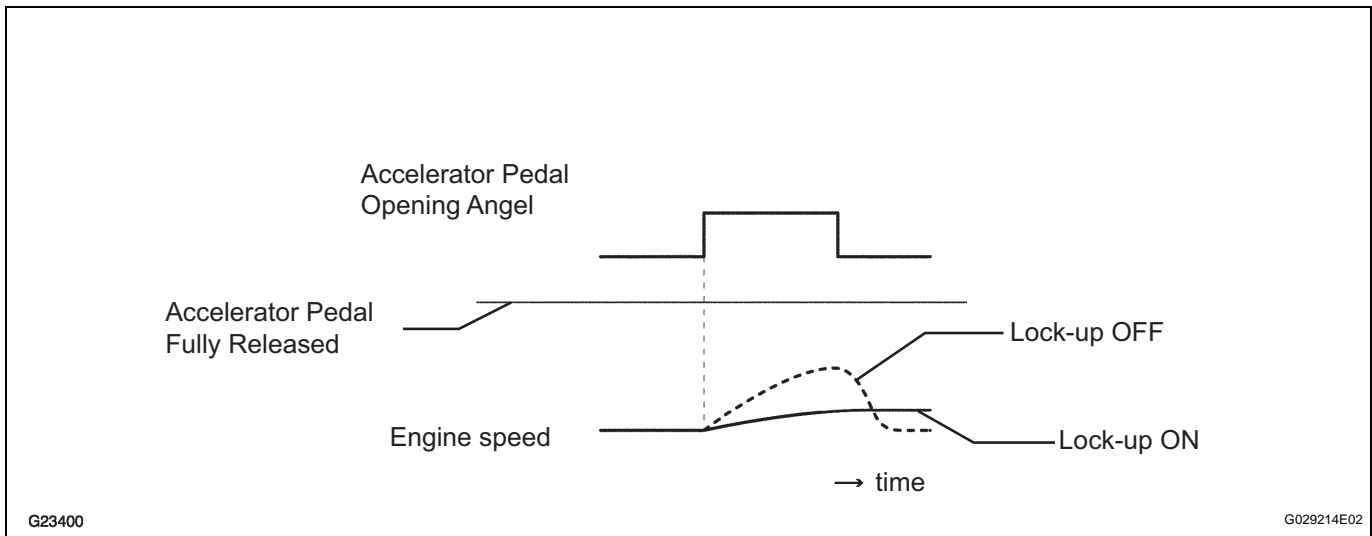 Accelerator Pedal
Opening Angel
Accelerator Pedal
Fully Released
Lock-up OFF
Engine speed
Lock-up ON
→ time
G23400
G029214E02